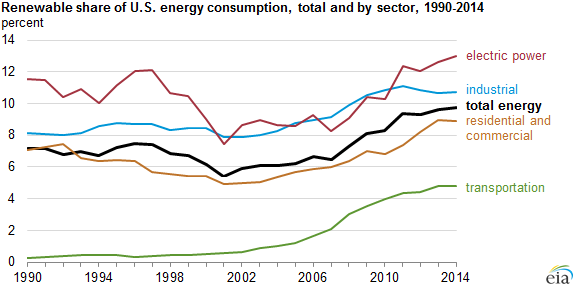 Renewable share of U.S. energy consumption, total and by sector, 1990-2014
percent
14
12
10
8
6
4
2
0
electric power
industrial
total energy
residential and
commercial
transportation
1990
1994
1998
2002
2006
2010
2014
eia